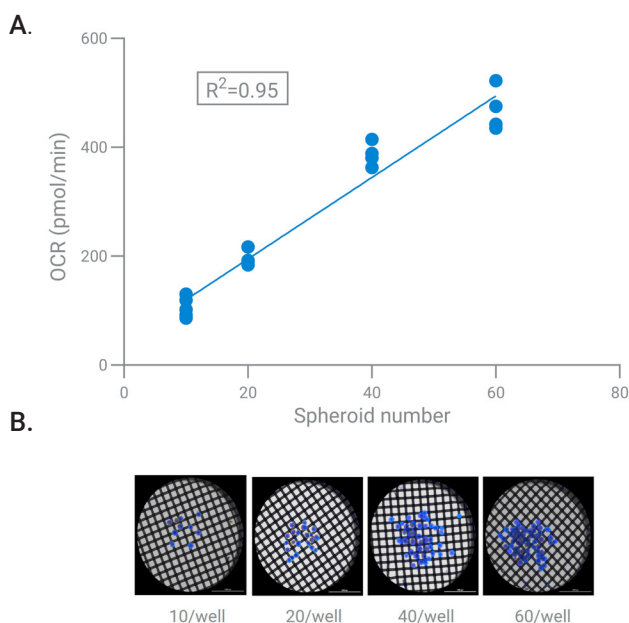 A.
600
R²=0.95
400
OCR (pmol/min)
200
0
0 20 40 60 80
Spheroid number
B.
10/well 20/well 40/well 60/well